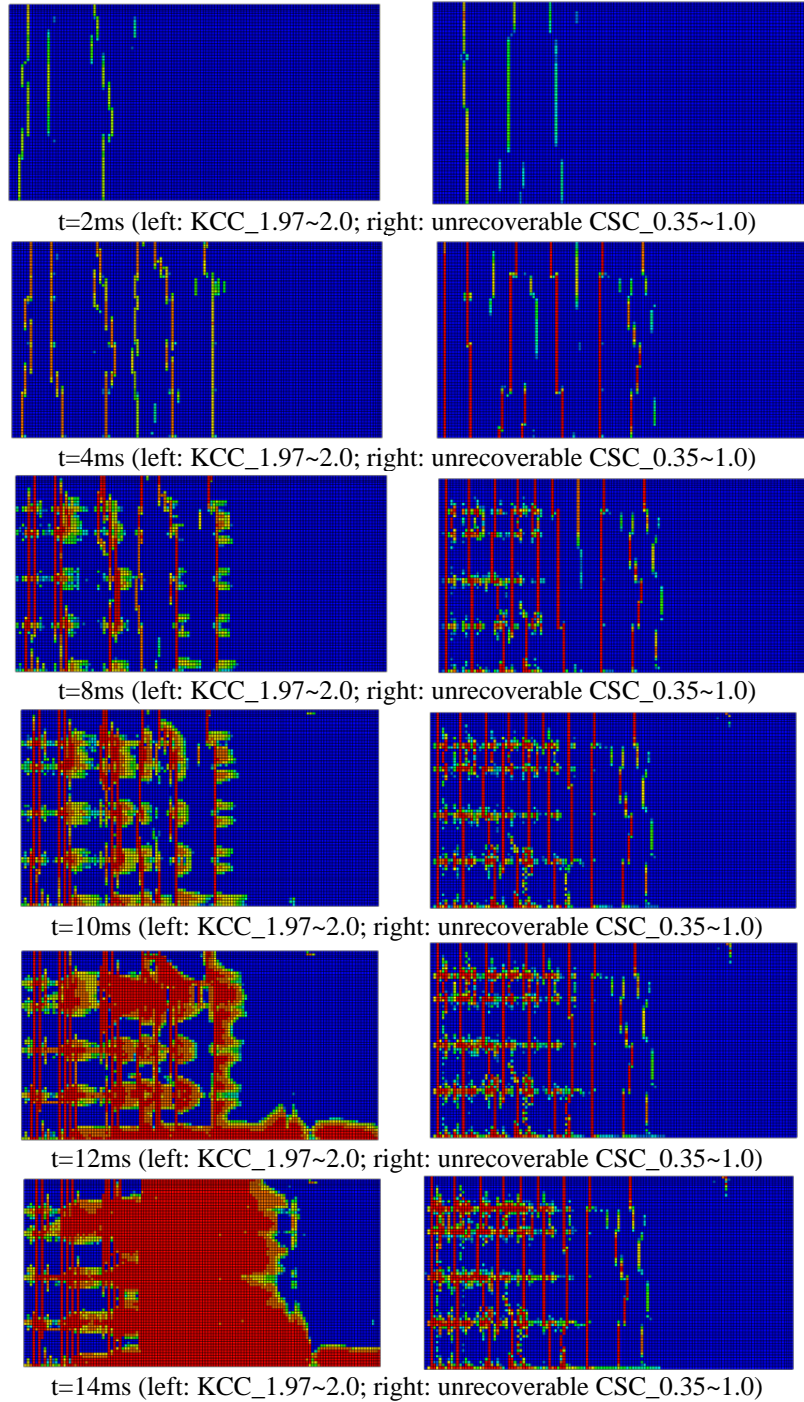 t=2ms (left: KCC_1.97~2.0; right: unrecoverable CSC_0.35~1.0)
t=4ms (left: KCC_1.97~2.0; right: unrecoverable CSC_0.35~1.0)
t=8ms (left: KCC_1.97~2.0; right: unrecoverable CSC_0.35~1.0)
t=10ms (left: KCC_1.97~2.0; right: unrecoverable CSC_0.35~1.0)
t=12ms (left: KCC_1.97~2.0; right: unrecoverable CSC_0.35~1.0)
t=14ms (left: KCC_1.97~2.0; right: unrecoverable CSC_0.35~1.0)